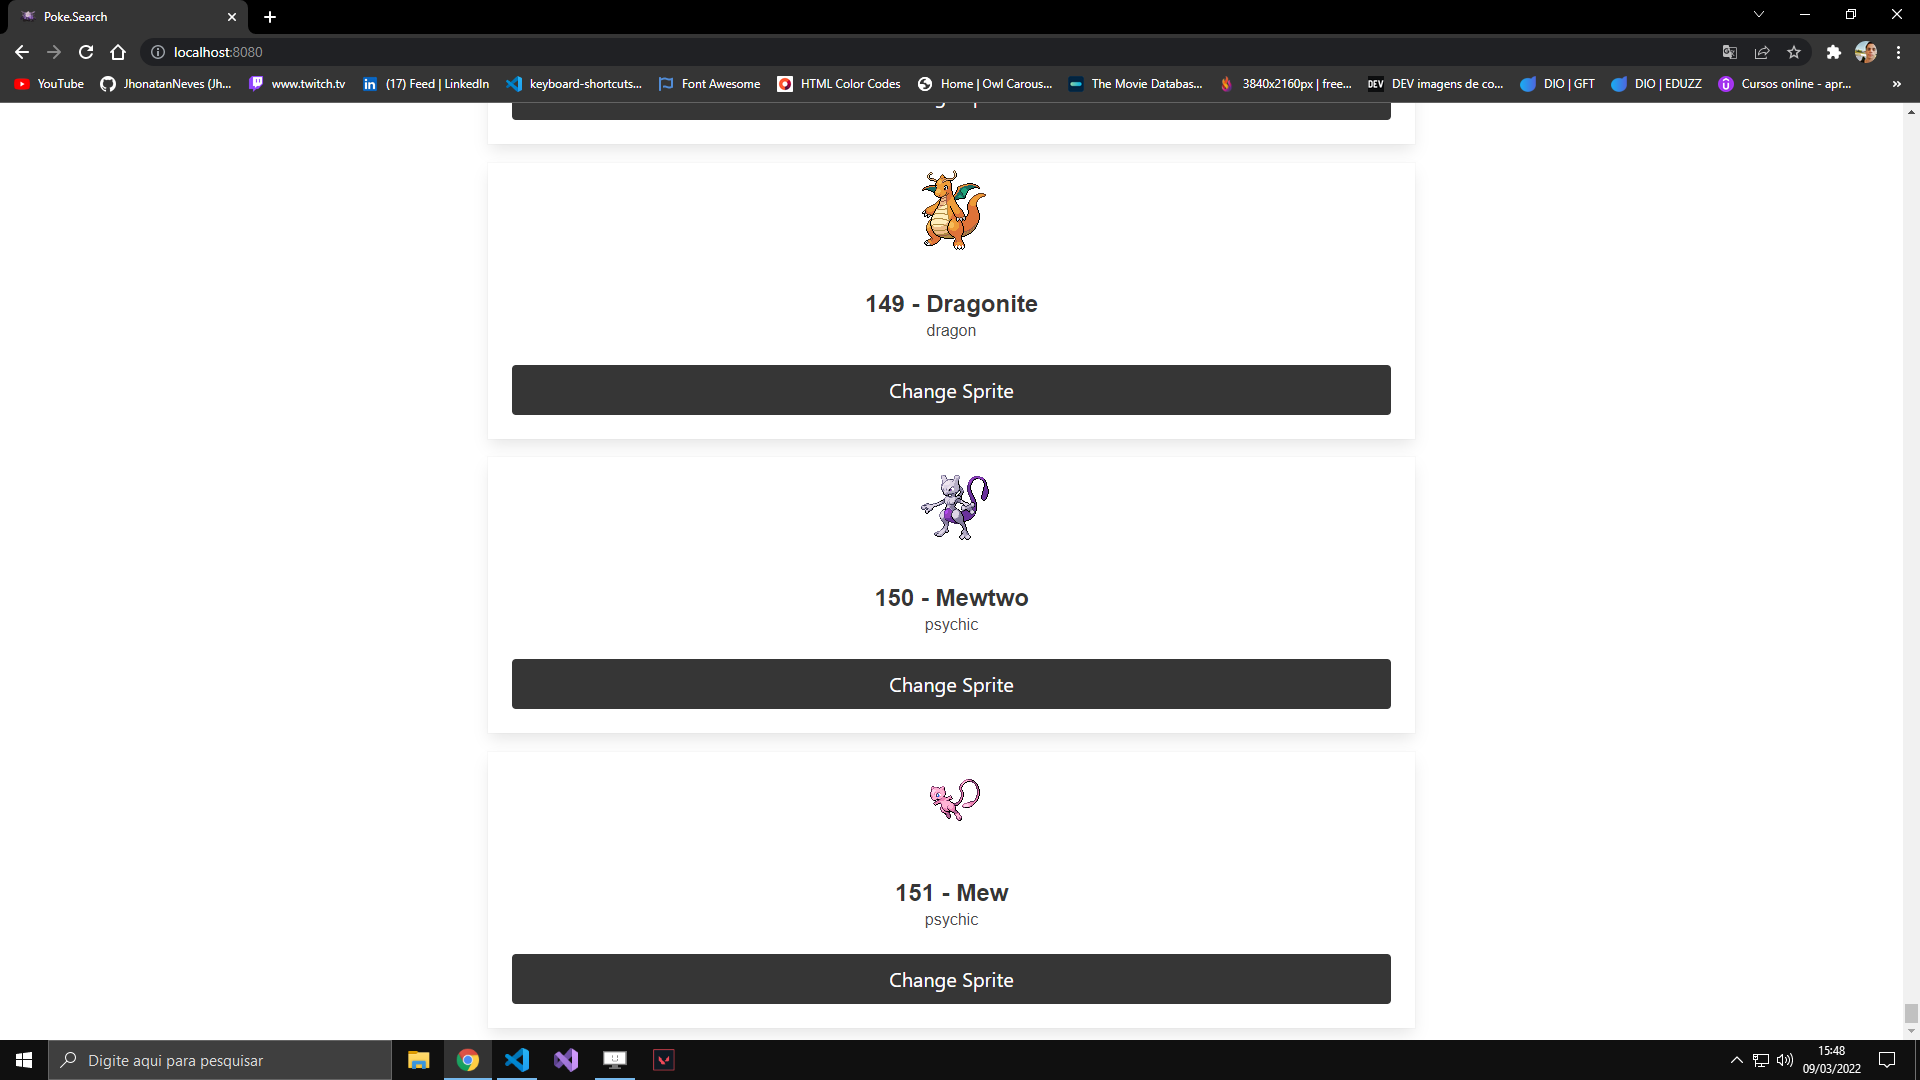 Poke.Search
localhost:8080
YouTube
JhonatanNeves (Jh...
www.twitch.tv
(17) Feed | LinkedIn
keyboard-shortcuts...
Font Awesome
HTML Color Codes
Home | Owl Carous...
The Movie Databas...
3840x2160px | free...
DEV imagens de co...
DIO | GFT
DIO | EDUZZ
Cursos online - apr...
»
149 - Dragonite
dragon
Change Sprite
150 - Mewtwo
psychic
Change Sprite
151 - Mew
psychic
Change Sprite
Digite aqui para pesquisar
15:48
09/03/2022